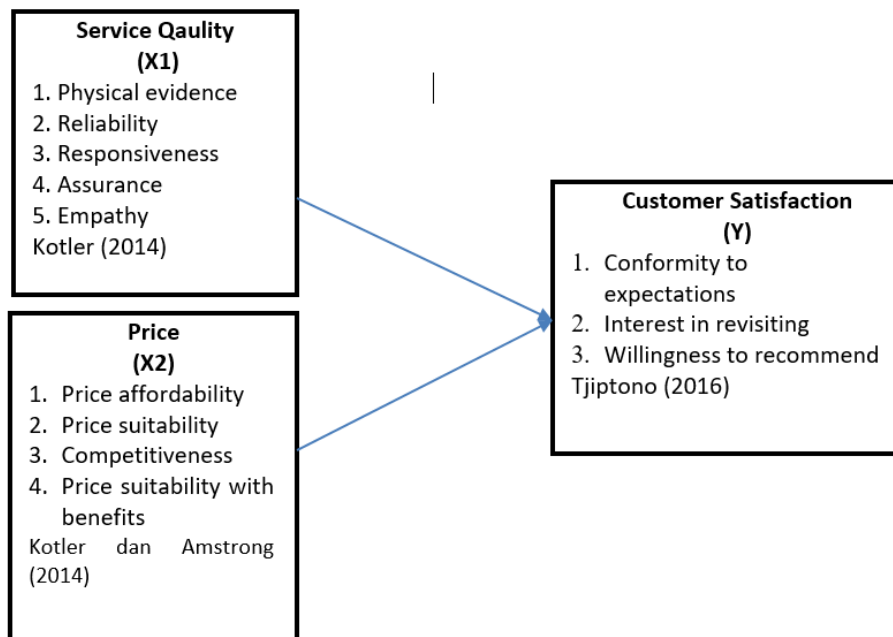 Service Qaulity
(X1)
1. Physical evidence
2. Reliability
3. Responsiveness
4. Assurance
5. Empathy
Kotler (2014)
Price
(X2)
1. Price affordability
2. Price suitability
3. Competitiveness
4. Price suitability with
benefits
Kotler dan Amstrong
(2014)
Customer Satisfaction
(Y)
1. Conformity to
expectations
2. Interest in revisiting
3. Willingness to recommend
Tjiptono (2016)